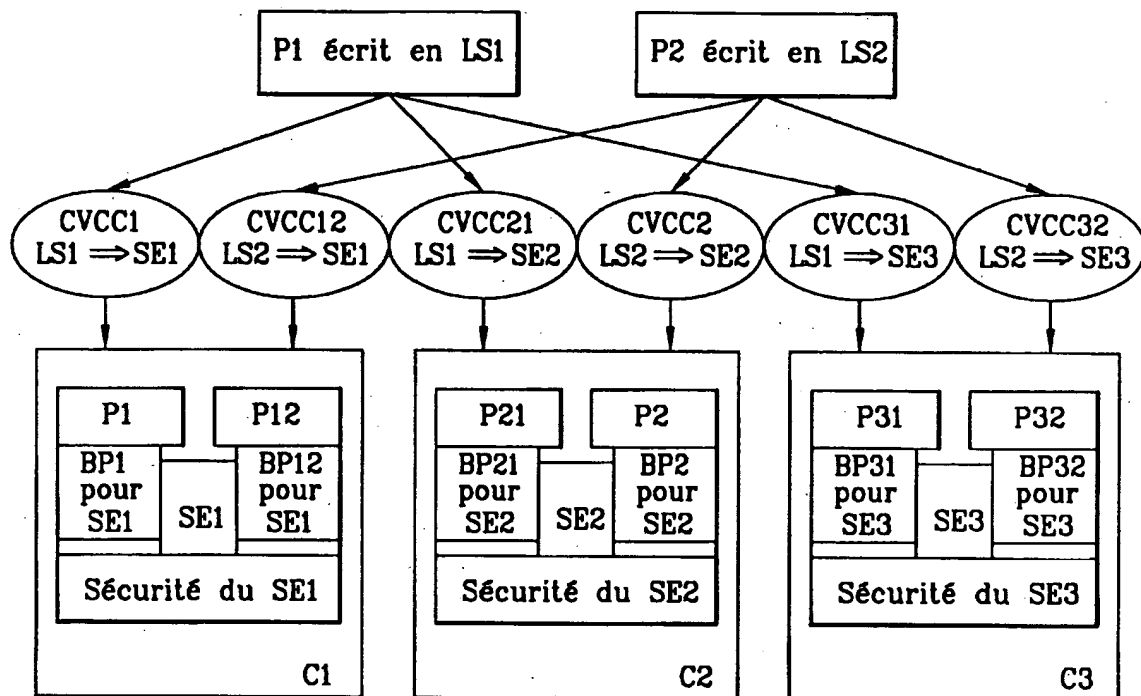 P1 écrit en LS1
P2 écrit en LS2
CVCC1
LS1 ⇒ SE1
CVCC12
LS2 ⇒ SE1
CVCC21
LS1 ⇒ SE2
CVCC2
LS2 ⇒ SE2
CVCC31
LS1 ⇒ SE3
CVCC32
LS2 ⇒ SE3
P1
P12
BP1
pour
SE1
SE1
BP12
pour
SE1
Sécurité du SE1
C1
P21
P2
BP21
pour
SE2
SE2
BP2
pour
SE2
Sécurité du SE2
C2
P31
P32
BP31
pour
SE3
SE3
BP32
pour
SE3
Sécurité du SE3
C3